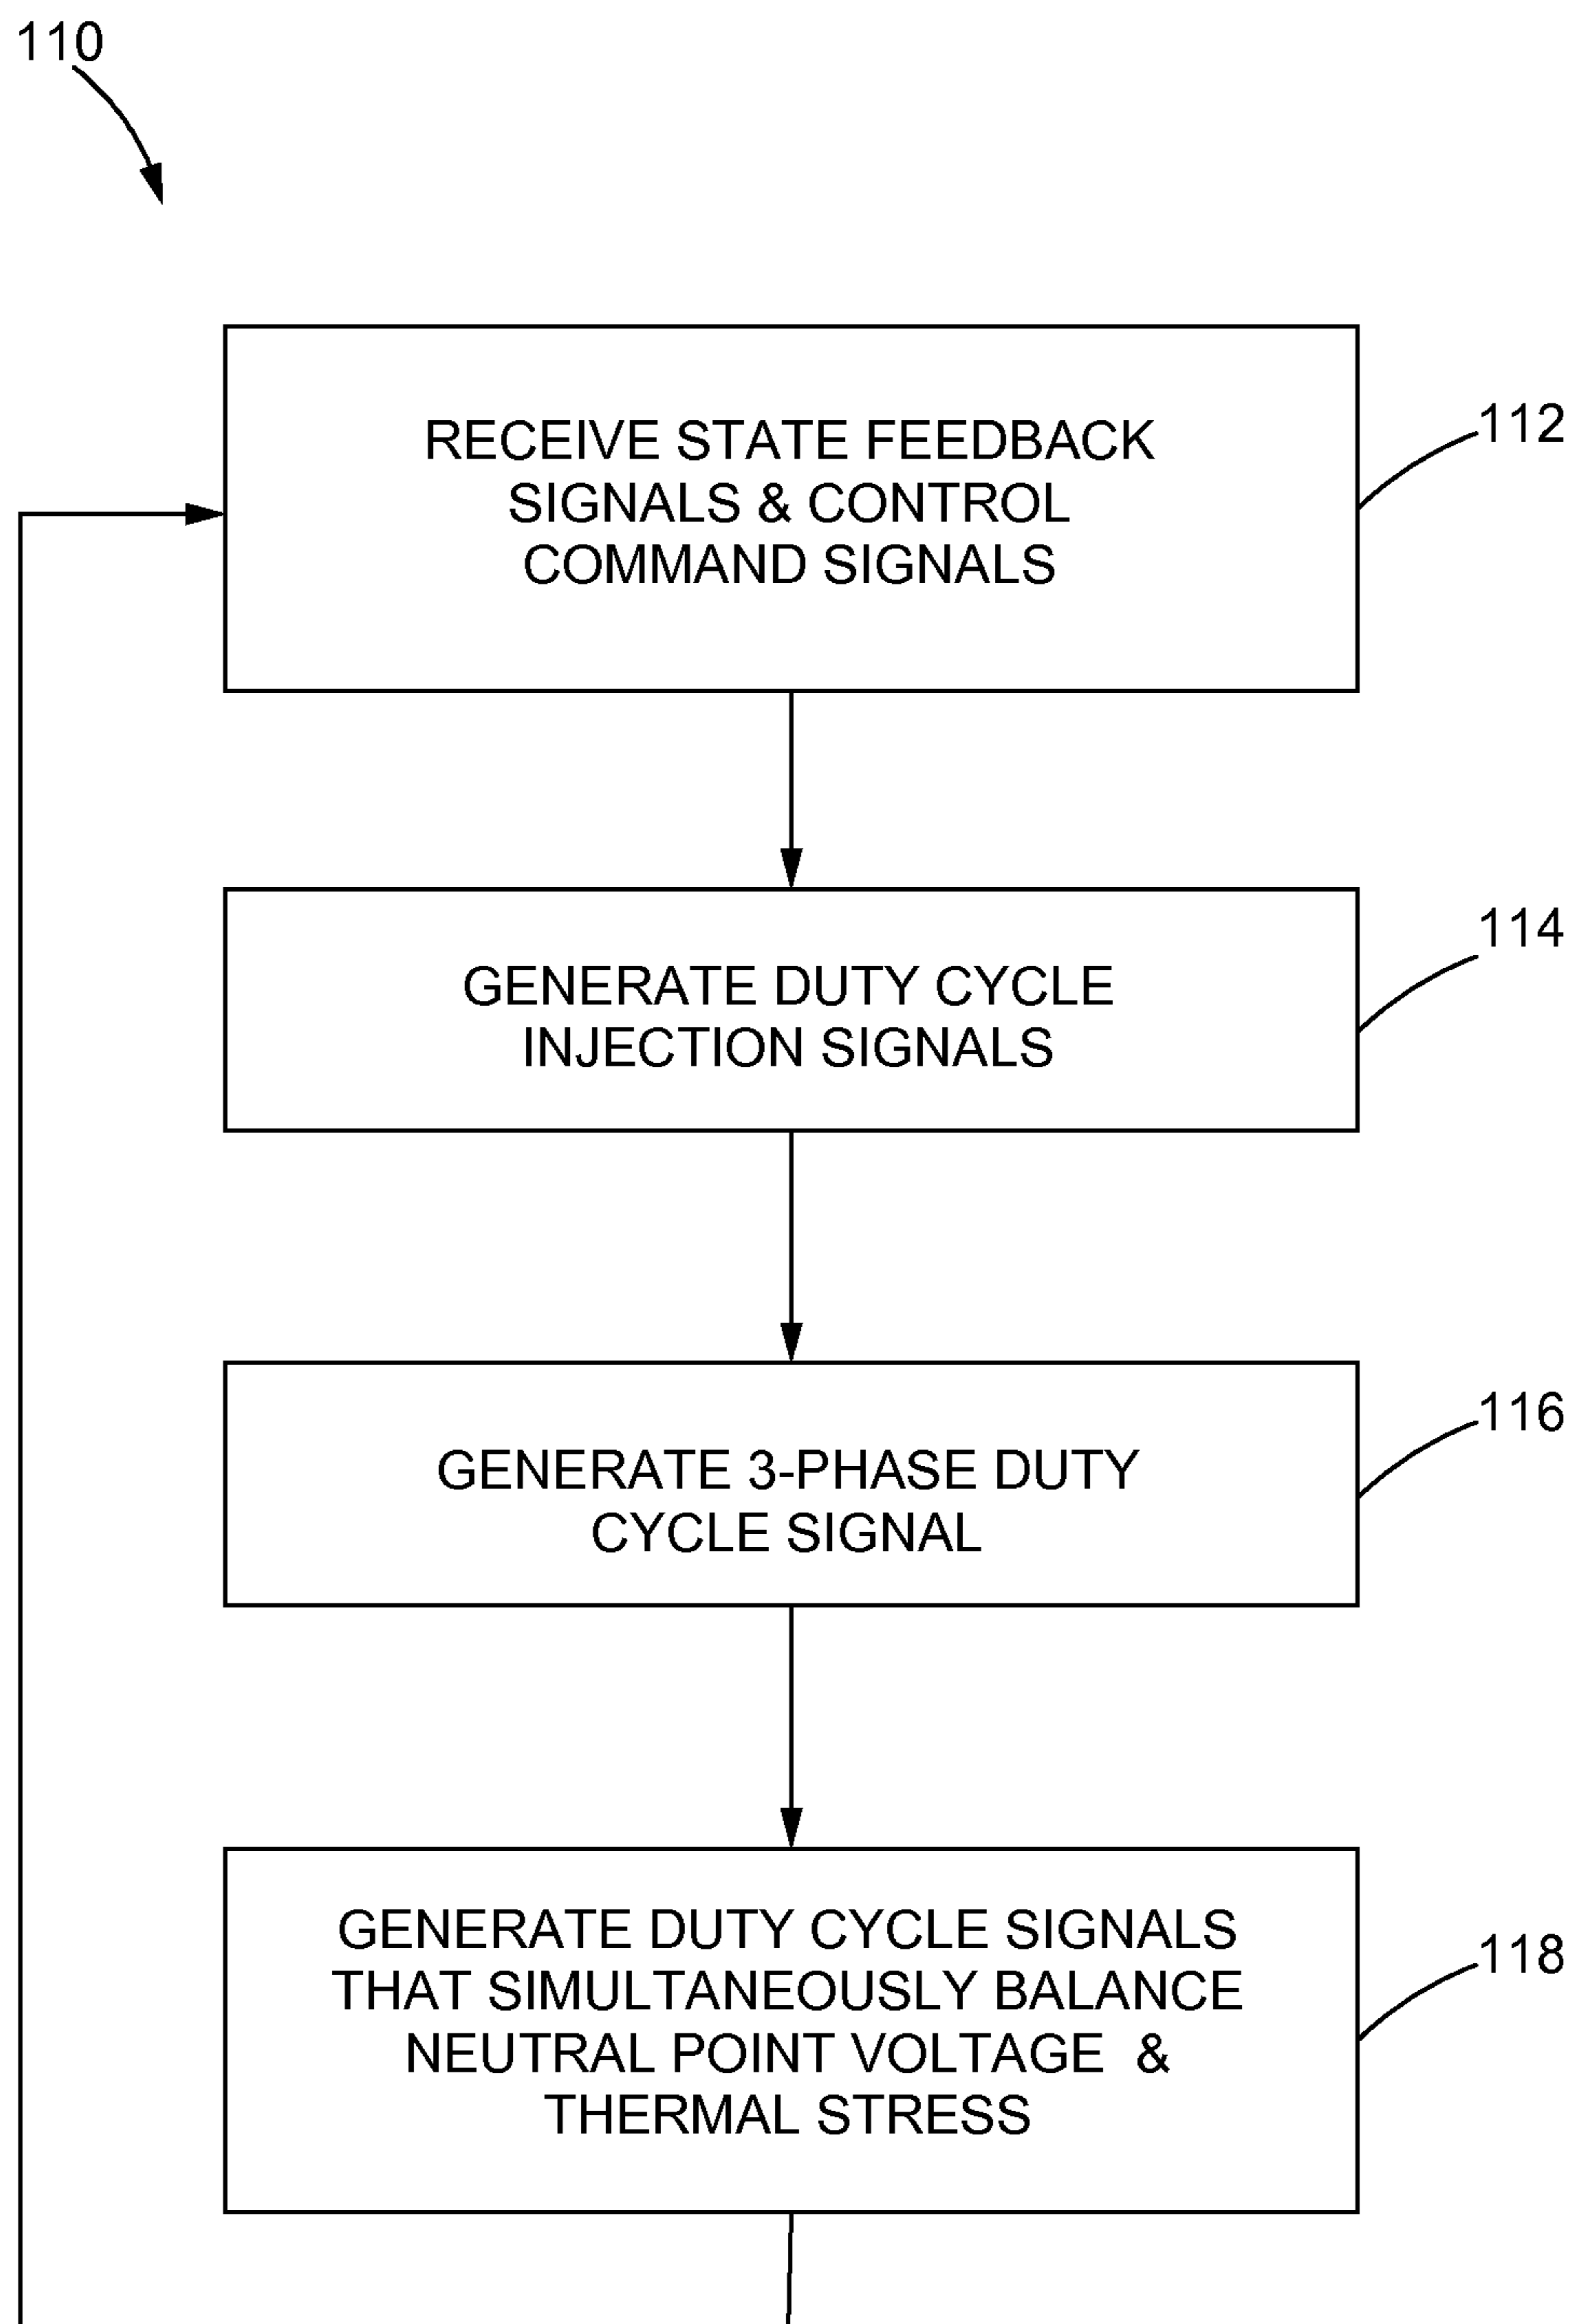 110
RECEIVE STATE FEEDBACK
SIGNALS & CONTROL
COMMAND SIGNALS
112
GENERATE DUTY CYCLE
INJECTION SIGNALS
114
GENERATE 3-PHASE DUTY
CYCLE SIGNAL
116
GENERATE DUTY CYCLE SIGNALS
THAT SIMULTANEOUSLY BALANCE
NEUTRAL POINT VOLTAGE &
THERMAL STRESS
118